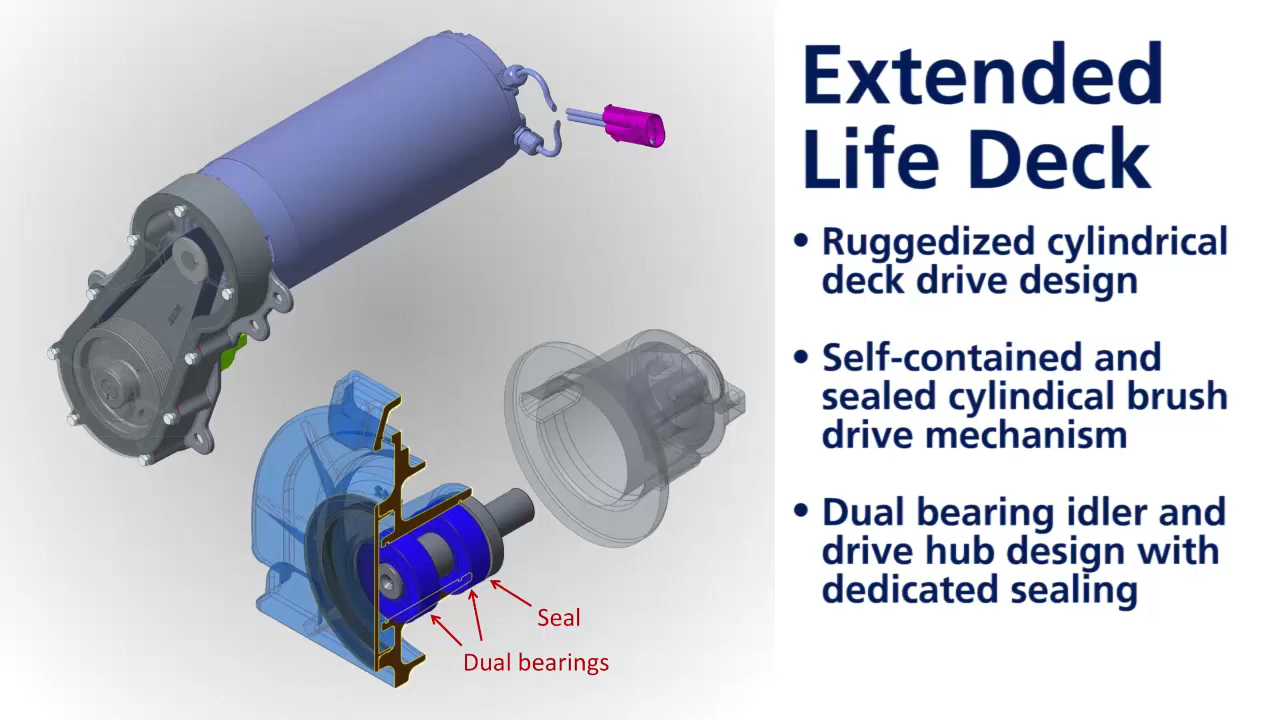 Extended
Life Deck
• Ruggedized cylindrical
deck drive design
• Self-contained and
sealed cylindical brush
drive mechanism
• Dual bearing idler and
drive hub design with
dedicated sealing
Seal
Dual bearings